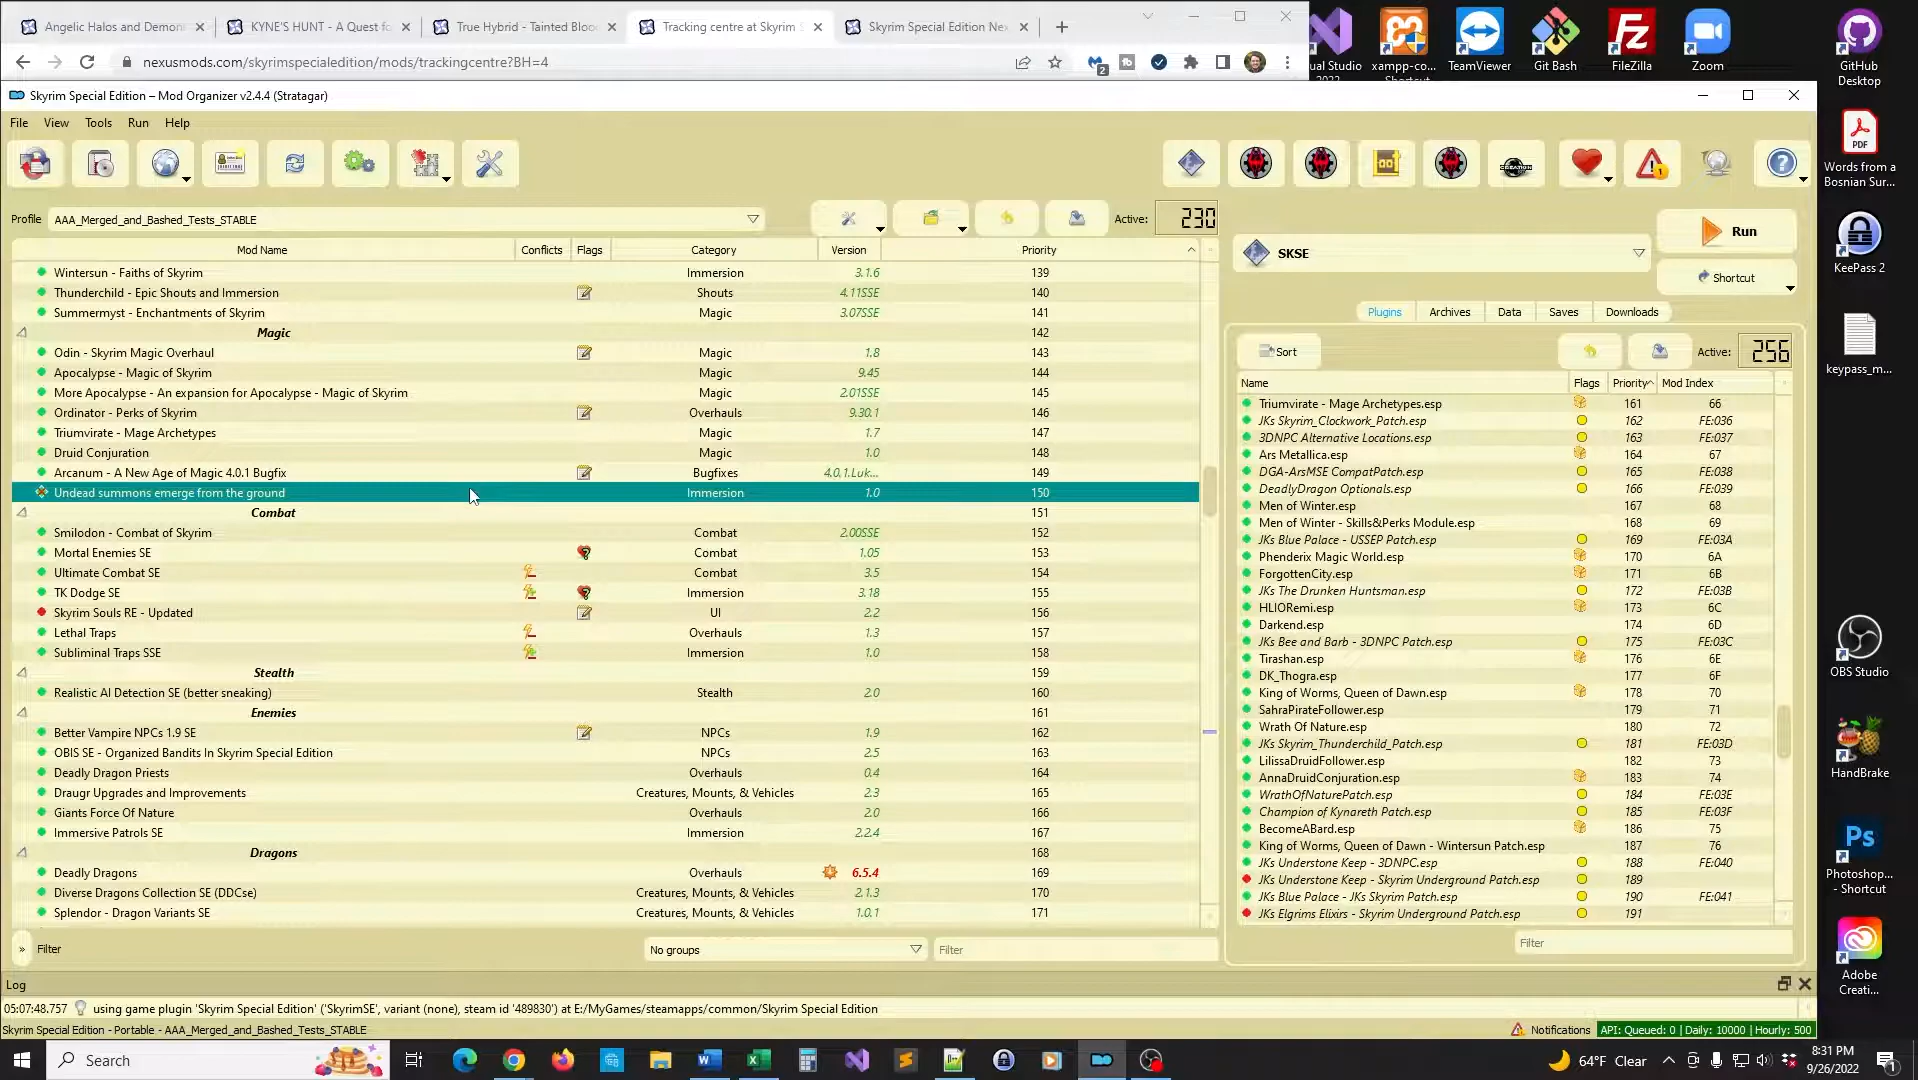 Angelic Halos and Demoni
KYNE'S HUNT - A Quest fo
True Hybrid - Tainted Bloo
Tracking centre at Skyrim S
Skyrim Special Edition Nex
nexusmods.com/skyrimspecialedition/mods/trackingcentre?BH=4
ual Studio 2022
xampp-co... Shortcut
TeamViewer
Git Bash
FileZilla
Zoom
GitHub Desktop
Skyrim Special Edition – Mod Organizer v2.4.4 (Stratagar)
File View Tools Run Help
Profile AAA_Merged_and_Bashed_Tests_STABLE Active: 230
Mod Name Conflicts Flags Category Version Priority
Wintersun - Faiths of Skyrim Immersion 3.1.6 139
Thunderchild - Epic Shouts and Immersion Shouts 4.11SSE 140
Summermyst - Enchantments of Skyrim Magic 3.07SSE 141
Magic 142
Odin - Skyrim Magic Overhaul Magic 1.8 143
Apocalypse - Magic of Skyrim Magic 9.45 144
More Apocalypse - An expansion for Apocalypse - Magic of Skyrim Magic 2.01SSE 145
Ordinator - Perks of Skyrim Overhauls 9.30.1 146
Triumvirate - Mage Archetypes Magic 1.7 147
Druid Conjuration Magic 1.0 148
Arcanum - A New Age of Magic 4.0.1 Bugfix Bugfixes 4.0.1.Luk... 149
Undead summons emerge from the ground Immersion 1.0 150
Combat 151
Smilodon - Combat of Skyrim Combat 2.00SSE 152
Mortal Enemies SE Combat 1.05 153
Ultimate Combat SE Combat 3.5 154
TK Dodge SE Immersion 3.18 155
Skyrim Souls RE - Updated UI 2.2 156
Lethal Traps Overhauls 1.3 157
Subliminal Traps SSE Immersion 1.0 158
Stealth 159
Realistic AI Detection SE (better sneaking) Stealth 2.0 160
Enemies 161
Better Vampire NPCs 1.9 SE NPCs 1.9 162
OBIS SE - Organized Bandits In Skyrim Special Edition NPCs 2.5 163
Deadly Dragon Priests Overhauls 0.4 164
Draugr Upgrades and Improvements Creatures, Mounts, & Vehicles 2.3 165
Giants Force Of Nature Overhauls 2.0 166
Immersive Patrols SE Immersion 2.2.4 167
Dragons 168
Deadly Dragons Overhauls 6.5.4 169
Diverse Dragons Collection SE (DDCse) Creatures, Mounts, & Vehicles 2.1.3 170
Splendor - Dragon Variants SE Creatures, Mounts, & Vehicles 1.0.1 171
» Filter No groups Filter
SKSE
Run
Shortcut
Plugins Archives Data Saves Downloads
Sort Active: 256
Name Flags Priority Mod Index
Triumvirate - Mage Archetypes.esp 161 66
JKs Skyrim_Clockwork_Patch.esp 162 FE:036
3DNPC Alternative Locations.esp 163 FE:037
Ars Metallica.esp 164 67
DGA-ArsMSE CompatPatch.esp 165 FE:038
DeadlyDragon Optionals.esp 166 FE:039
Men of Winter.esp 167 68
Men of Winter - Skills&Perks Module.esp 168 69
JKs Blue Palace - USSEP Patch.esp 169 FE:03A
Phenderix Magic World.esp 170 6A
ForgottenCity.esp 171 6B
JKs The Drunken Huntsman.esp 172 FE:03B
HLIORemi.esp 173 6C
Darkend.esp 174 6D
JKs Bee and Barb - 3DNPC Patch.esp 175 FE:03C
Tirashan.esp 176 6E
DK_Thogra.esp 177 6F
King of Worms, Queen of Dawn.esp 178 70
SahraPirateFollower.esp 179 71
Wrath Of Nature.esp 180 72
JKs Skyrim_Thunderchild_Patch.esp 181 FE:03D
LilissaDruidFollower.esp 182 73
AnnaDruidConjuration.esp 183 74
WrathOfNaturePatch.esp 184 FE:03E
Champion of Kynareth Patch.esp 185 FE:03F
BecomeABard.esp 186 75
King of Worms, Queen of Dawn - Wintersun Patch.esp 187 76
JKs Understone Keep - 3DNPC.esp 188 FE:040
JKs Understone Keep - Skyrim Underground Patch.esp 189
JKs Blue Palace - JKs Skyrim Patch.esp 190 FE:041
JKs Elgrims Elixirs - Skyrim Underground Patch.esp 191
Filter
Words from a Bosnian Sur...
KeePass 2
keypass_m...
OBS Studio
HandBrake
Photoshop... - Shortcut
Adobe Creati...
Log
05:07:48.757 using game plugin 'Skyrim Special Edition' ('SkyrimSE', variant (none), steam id '489830') at E:/MyGames/steamapps/common/Skyrim Special Edition
Skyrim Special Edition - Portable - AAA_Merged_and_Bashed_Tests_STABLE Notifications API: Queued: 0 | Daily: 10000 | Hourly: 500
Search
64°F Clear
8:31 PM
9/26/2022